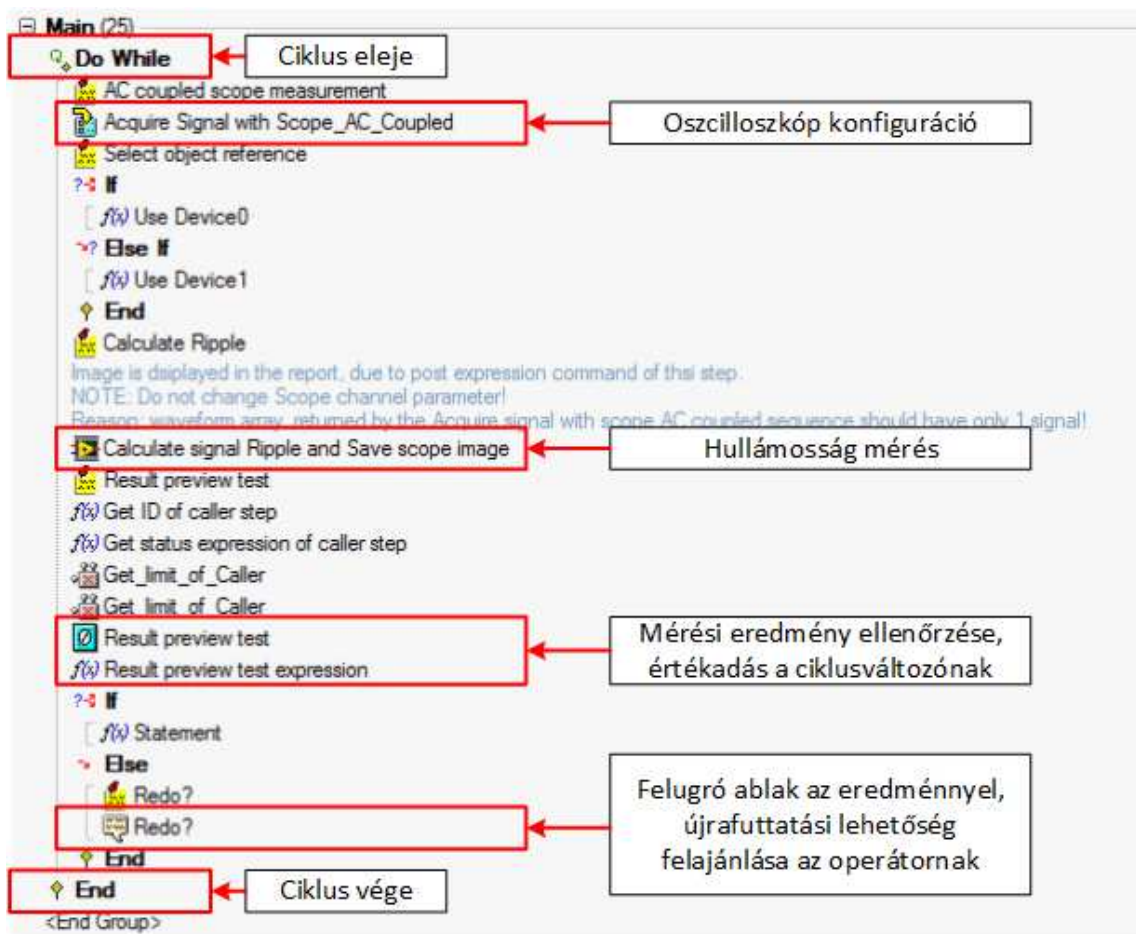 Main (25)
Do While
Ciklus eleje
AC coupled scope measurement
Acquire Signal with Scope_AC_Coupled
Oszcilloszkóp konfiguráció
Select object reference
If
f(x) Use Device0
Else If
f(x) Use Device1
End
Calculate Ripple
Image is dsiplayed in the report, due to post expression command of thsi step.
NOTE: Do not change Scope channel parameter!
Reason: waveform array, returned by the Acquire signal with scope AC coupled sequence should have only 1 signal!
Calculate signal Ripple and Save scope image
Hullámosság mérés
Result preview test
f(x) Get ID of caller step
f(x) Get status expression of caller step
Get_limit_of_Caller
Get_limit_of_Caller
Result preview test
f(x) Result preview test expression
Mérési eredmény ellenőrzése,
értékadás a ciklusváltozónak
If
f(x) Statement
Else
Redo?
Redo?
Felugró ablak az eredménnyel,
újrafuttatási lehetőség
felajánlása az operátornak
End
End
Ciklus vége
<End Group>